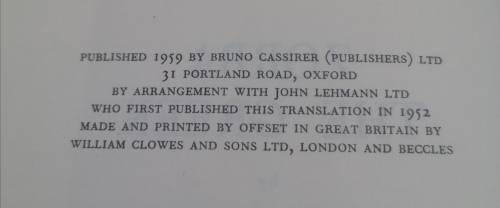 PUBLISHED 1959 BY BRUNO CASSIRER (PUBLISHERS) LTD
31 PORTLAND ROAD, OXFORD
BY ARRANGEMENT WITH JOHN LEHMANN LTD
WHO FIRST PUBLISHED THIS TRANSLATION IN 1952
MADE AND PRINTED BY OFFSET IN GREAT BRITAIN BY
WILLIAM CLOWES AND SONS LTD, LONDON AND BECCLES